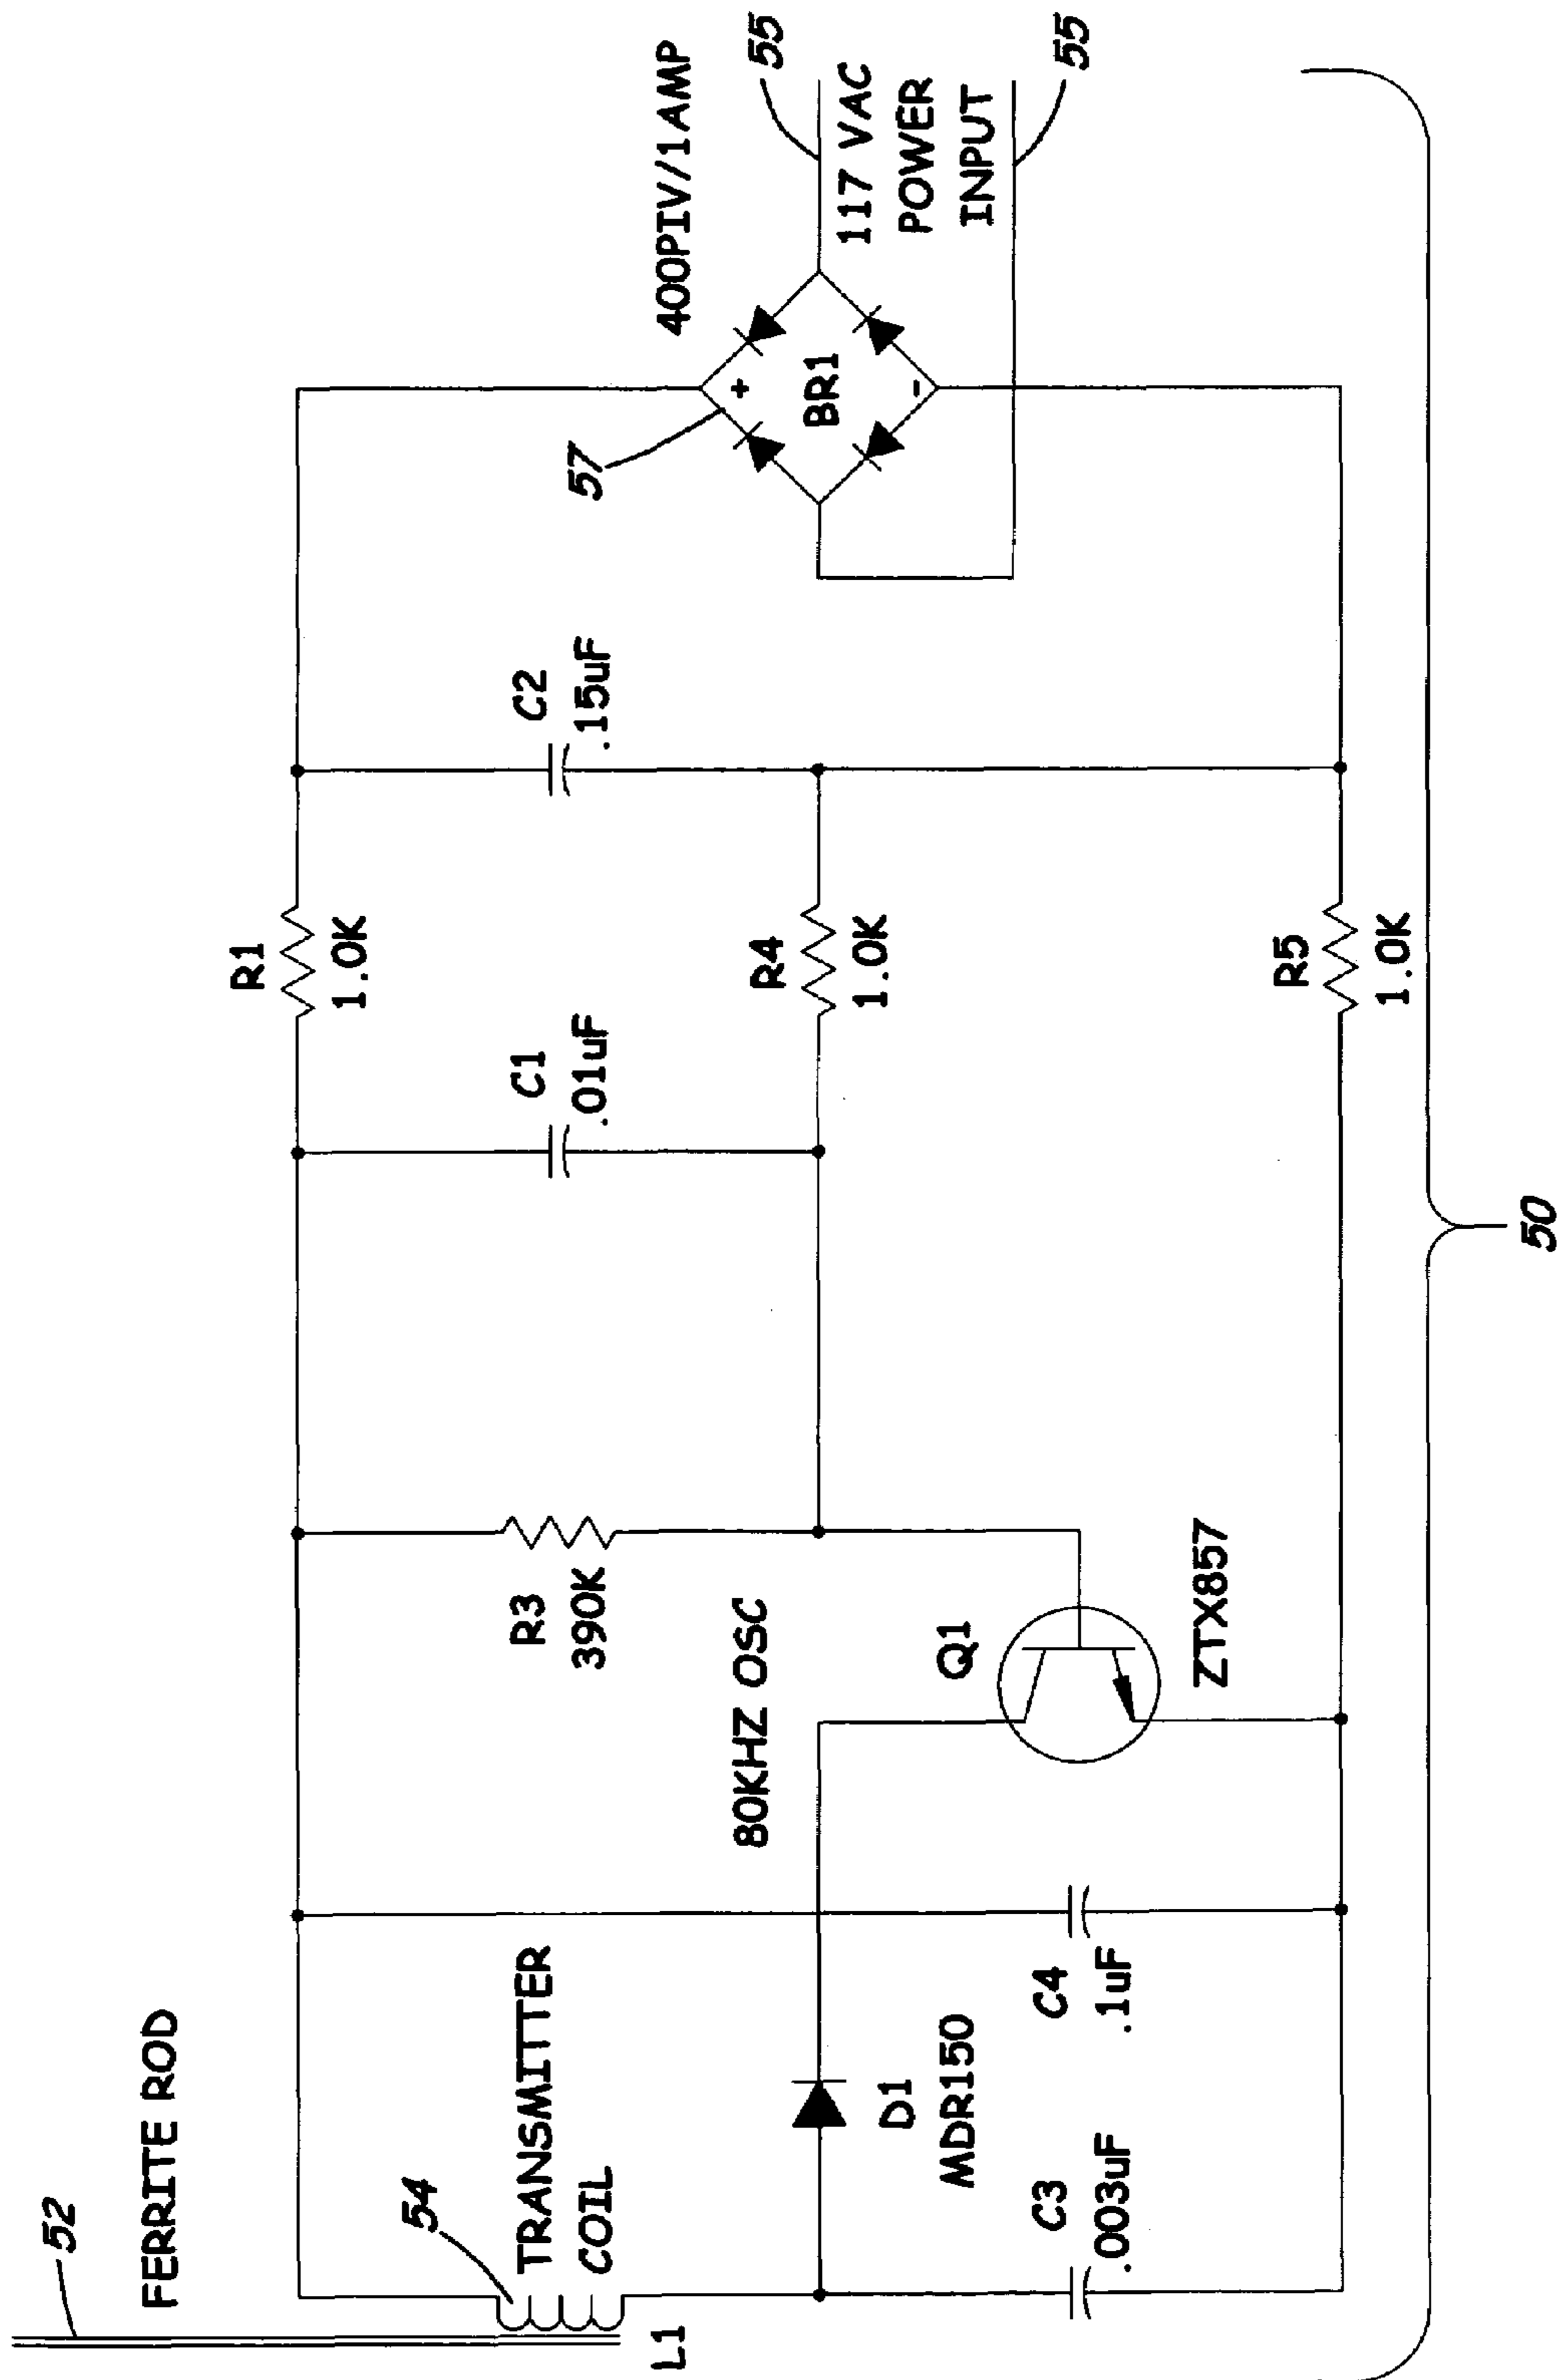 52
FERRITE ROD
54
TRANSMITTER
COIL
L1
R1
1.0K
C1
.01uF
C2
.15uF
R3
390K
80KHZ OSC
R4
1.0K
57
400PIV/1AMP
+
BR1
-
55
117 VAC
POWER
INPUT
55
D1
MDR150
Q1
ZTX857
C3
.003uF
C4
.1uF
R5
1.0K
50